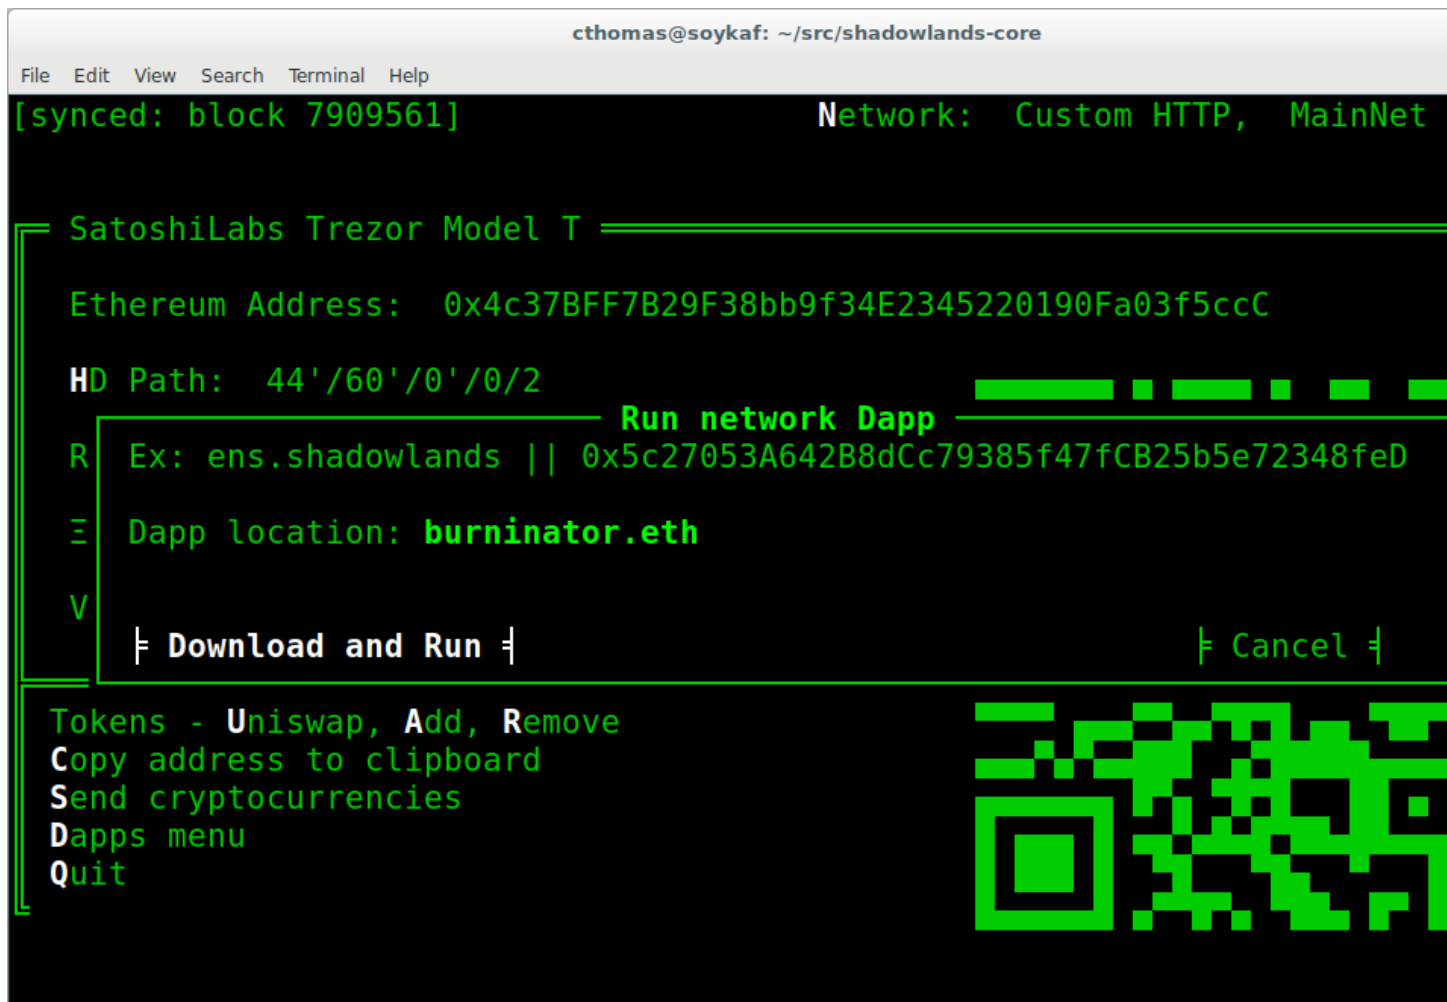 cthomas@soykaf: ~/src/shadowlands-core
File Edit View Search Terminal Help
[synced: block 7909561] Network: Custom HTTP, MainNet
SatoshiLabs Trezor Model T
Ethereum Address: 0x4c37BFF7B29F38bb9f34E2345220190Fa03f5ccC
HD Path: 44'/60'/0'/0/2
Run network Dapp
R Ex: ens.shadowlands || 0x5c27053A642B8dCc79385f47fCB25b5e72348feD
Ξ Dapp location: burninator.eth
V
Download and Run Cancel
Tokens - Uniswap, Add, Remove
Copy address to clipboard
Send cryptocurrencies
Dapps menu
Quit